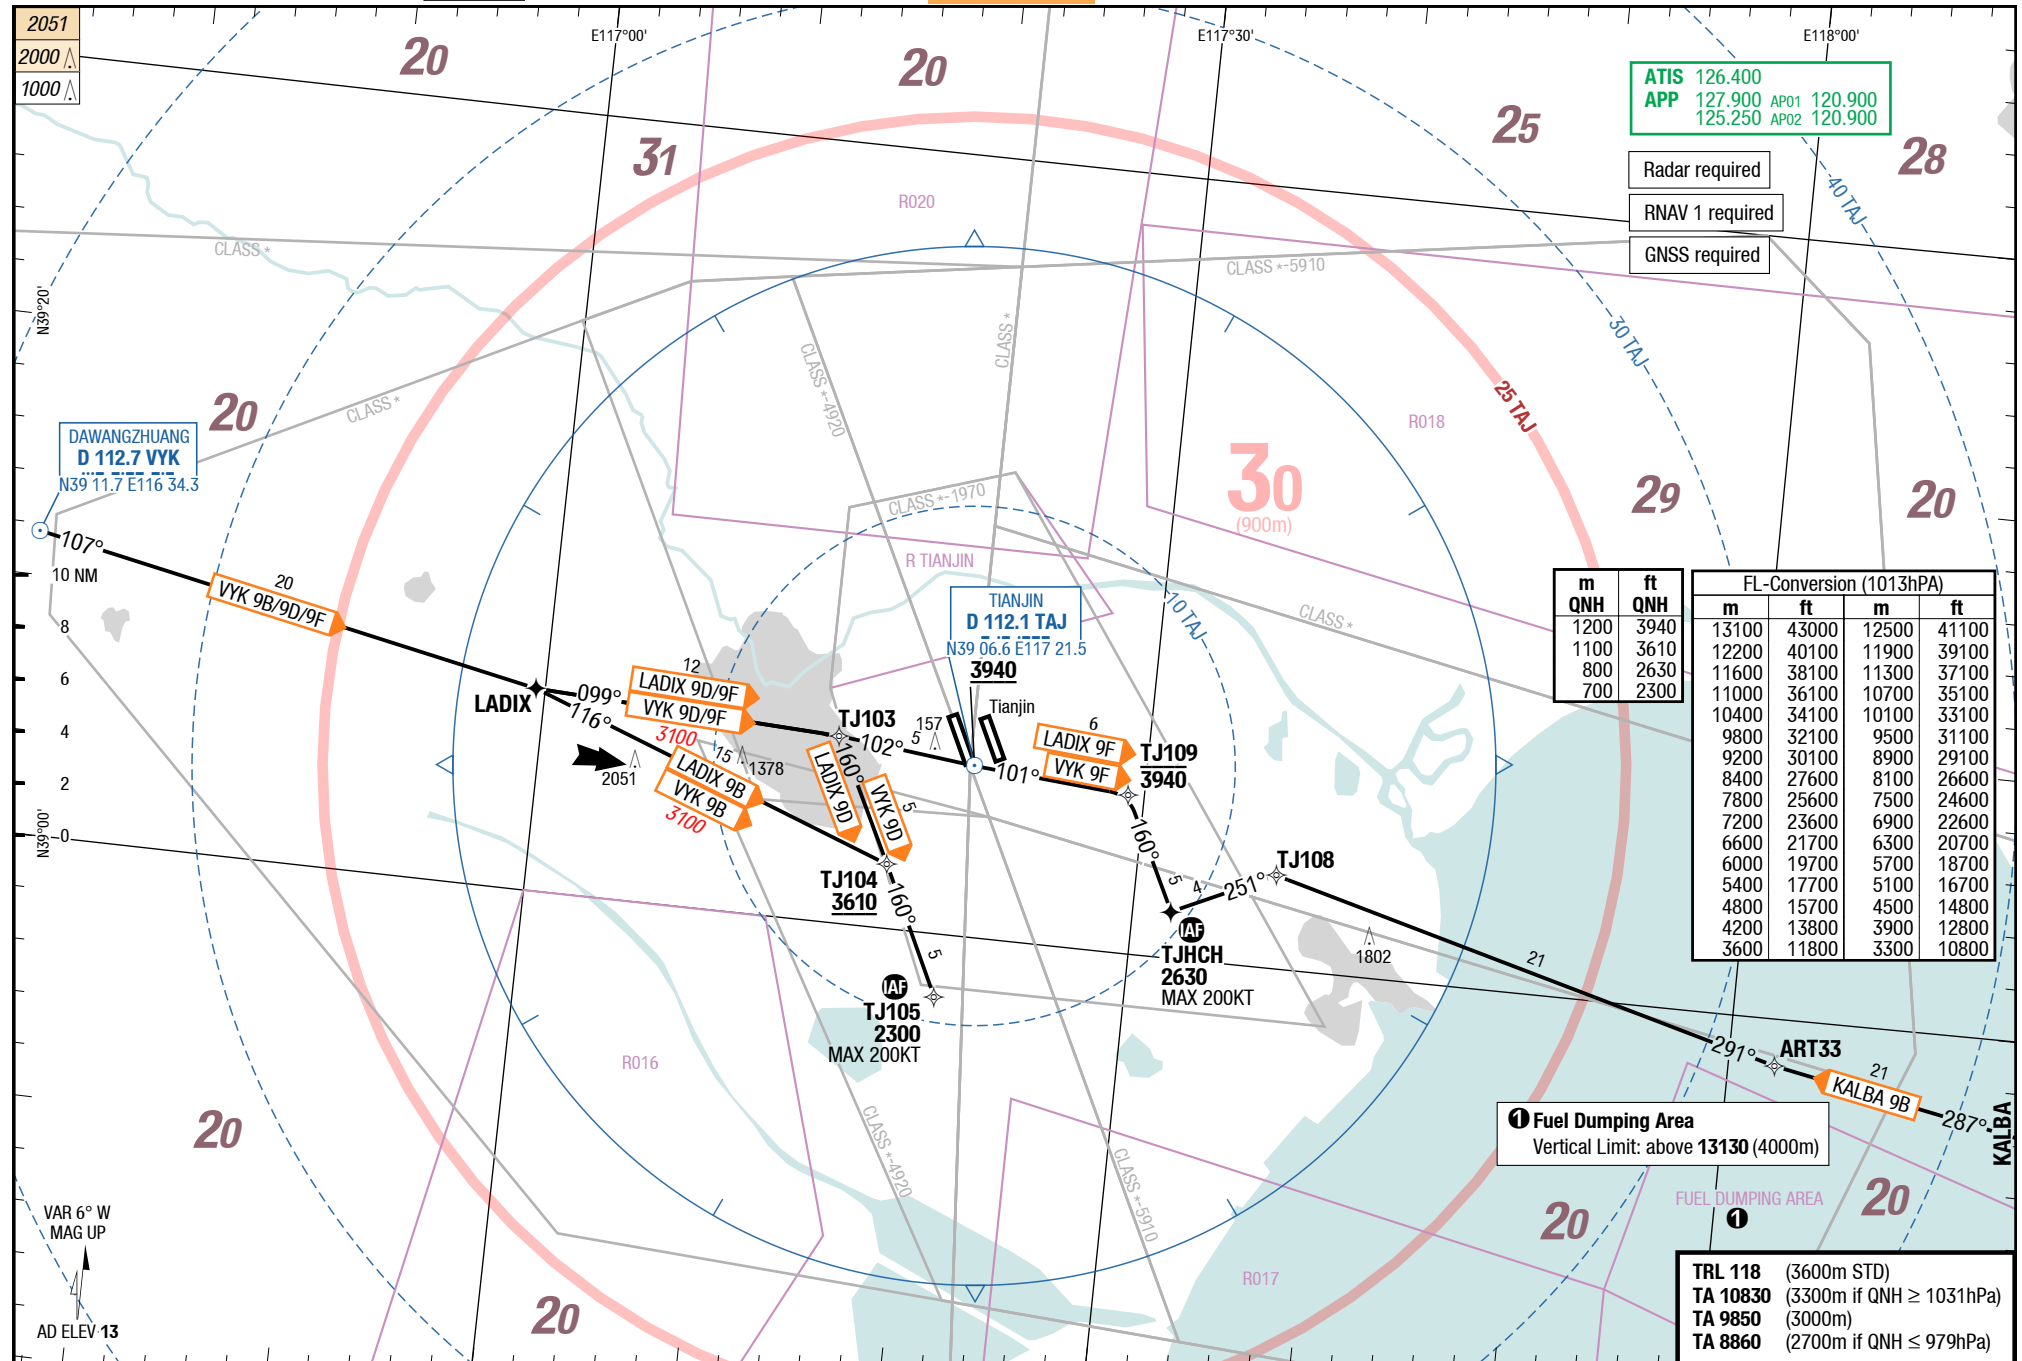 2051
2000
1000
E117°00'
E117°30'
E118°00'
20
20
31
25
28
ATIS 126.400
APP 127.900 AP01 120.900
125.250 AP02 120.900
Radar required
RNAV 1 required
GNSS required
40 TAJ
R020
CLASS *
CLASS *-5910
N39°20'
CLASS *
30 TAJ
CLASS *-4920
CLASS *
20
25 TAJ
R018
DAWANGZHUANG
D 112.7 VYK
N39 11.7 E116 34.3
30
(900m)
29
20
CLASS *-1970
107°
10 NM
8
6
4
2
0
N39°00'
20
VYK 9B/9D/9F
R TIANJIN
TIANJIN
D 112.1 TAJ
N39 06.6 E117 21.5
3940
10 TAJ
CLASS *
m ft
QNH QNH
1200 3940
1100 3610
800 2630
700 2300
FL-Conversion (1013hPA)
m ft m ft
13100 43000 12500 41100
12200 40100 11900 39100
11600 38100 11300 37100
11000 36100 10700 35100
10400 34100 10100 33100
9800 32100 9500 31100
9200 30100 8900 29100
8400 27600 8100 26600
7800 25600 7500 24600
7200 23600 6900 22600
6600 21700 6300 20700
6000 19700 5700 18700
5400 17700 5100 16700
4800 15700 4500 14800
4200 13800 3900 12800
3600 11800 3300 10800
LADIX
099°
12
LADIX 9D/9F
VYK 9D/9F
3100
116°
15
1378
2051
LADIX 9B
VYK 9B
3100
TJ103
102°
5
157
Tianjin
160°
LADIX 9D
VYK 9D
5
101°
6
LADIX 9F
VYK 9F
TJ109
3940
160°
5
4
251°
TJ108
TJ104
3610
160°
5
IAF
TJHCH
2630
MAX 200KT
1802
21
IAF
TJ105
2300
MAX 200KT
R016
291°
ART33
21
KALBA 9B
287°
KALBA
20
CLASS *-4920
CLASS *-5910
1 Fuel Dumping Area
Vertical Limit: above 13130 (4000m)
FUEL DUMPING AREA
1
20
20
20
R017
VAR 6° W
MAG UP
AD ELEV 13
TRL 118 (3600m STD)
TA 10830 (3300m if QNH ≥ 1031hPa)
TA 9850 (3000m)
TA 8860 (2700m if QNH ≤ 979hPa)